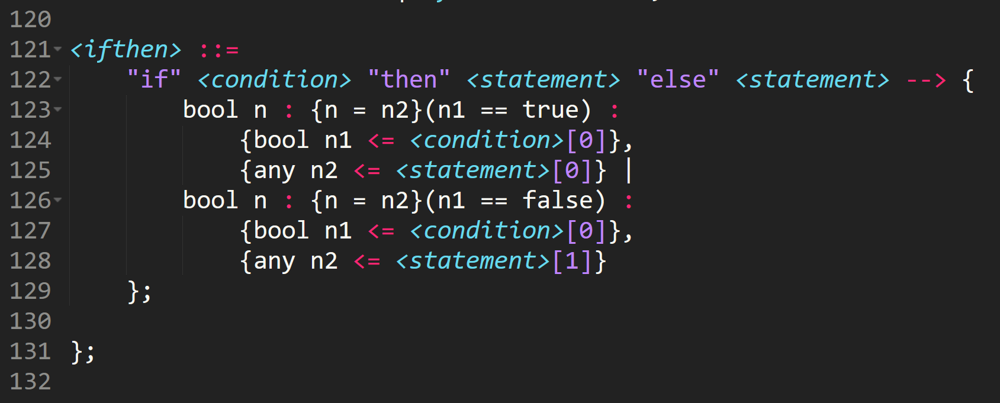 120
121 <ifthen> ::=
122 "if" <condition> "then" <statement> "else" <statement> --> {
123 bool n : {n = n2}(n1 == true) :
124 {bool n1 <= <condition>[0]},
125 {any n2 <= <statement>[0]} |
126 bool n : {n = n2}(n1 == false) :
127 {bool n1 <= <condition>[0]},
128 {any n2 <= <statement>[1]}
129 };
130
131 };
132